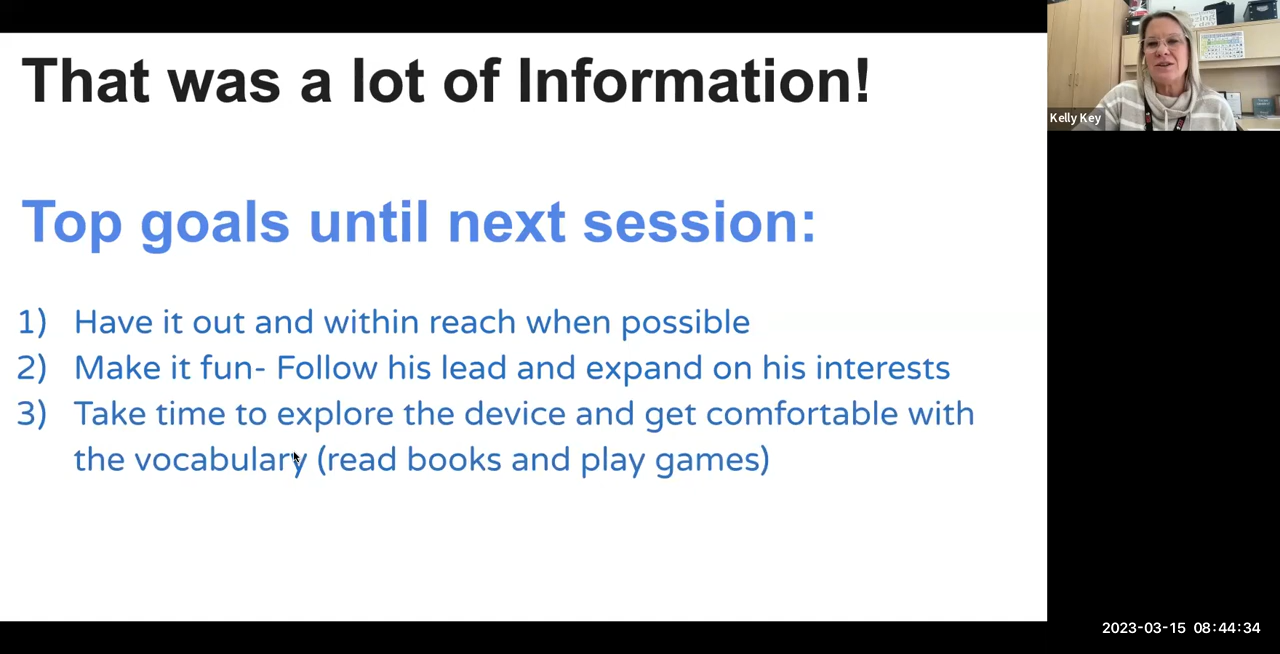 That was a lot of Information!
Kelly Key
Top goals until next session:
1) Have it out and within reach when possible
2) Make it fun- Follow his lead and expand on his interests
3) Take time to explore the device and get comfortable with
the vocabulary (read books and play games)
2023-03-15 08:44:34